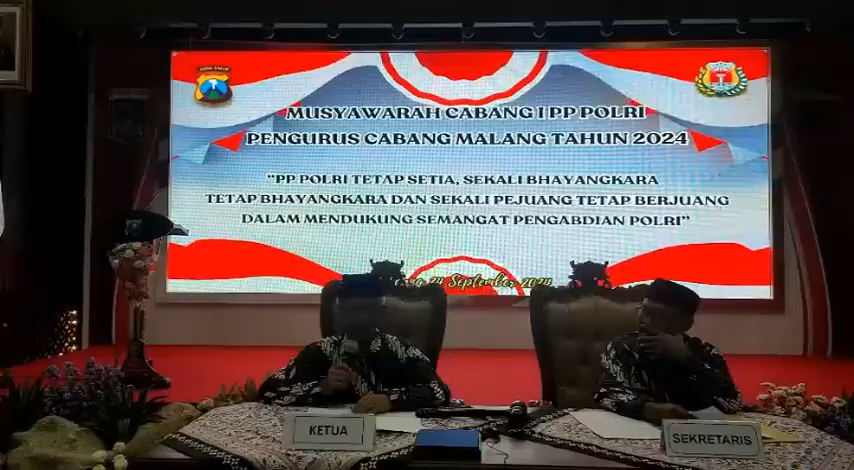 MUSYAWARAH CABANG I PP POLRI
PENGURUS CABANG MALANG TAHUN 2024
"PP POLRI TETAP SETIA, SEKALI BHAYANGKARA
TETAP BHAYANGKARA DAN SEKALI PEJUANG TETAP BERJUANG
DALAM MENDUKUNG SEMANGAT PENGABDIAN POLRI"
24 September 2024
KETUA
SEKRETARIS